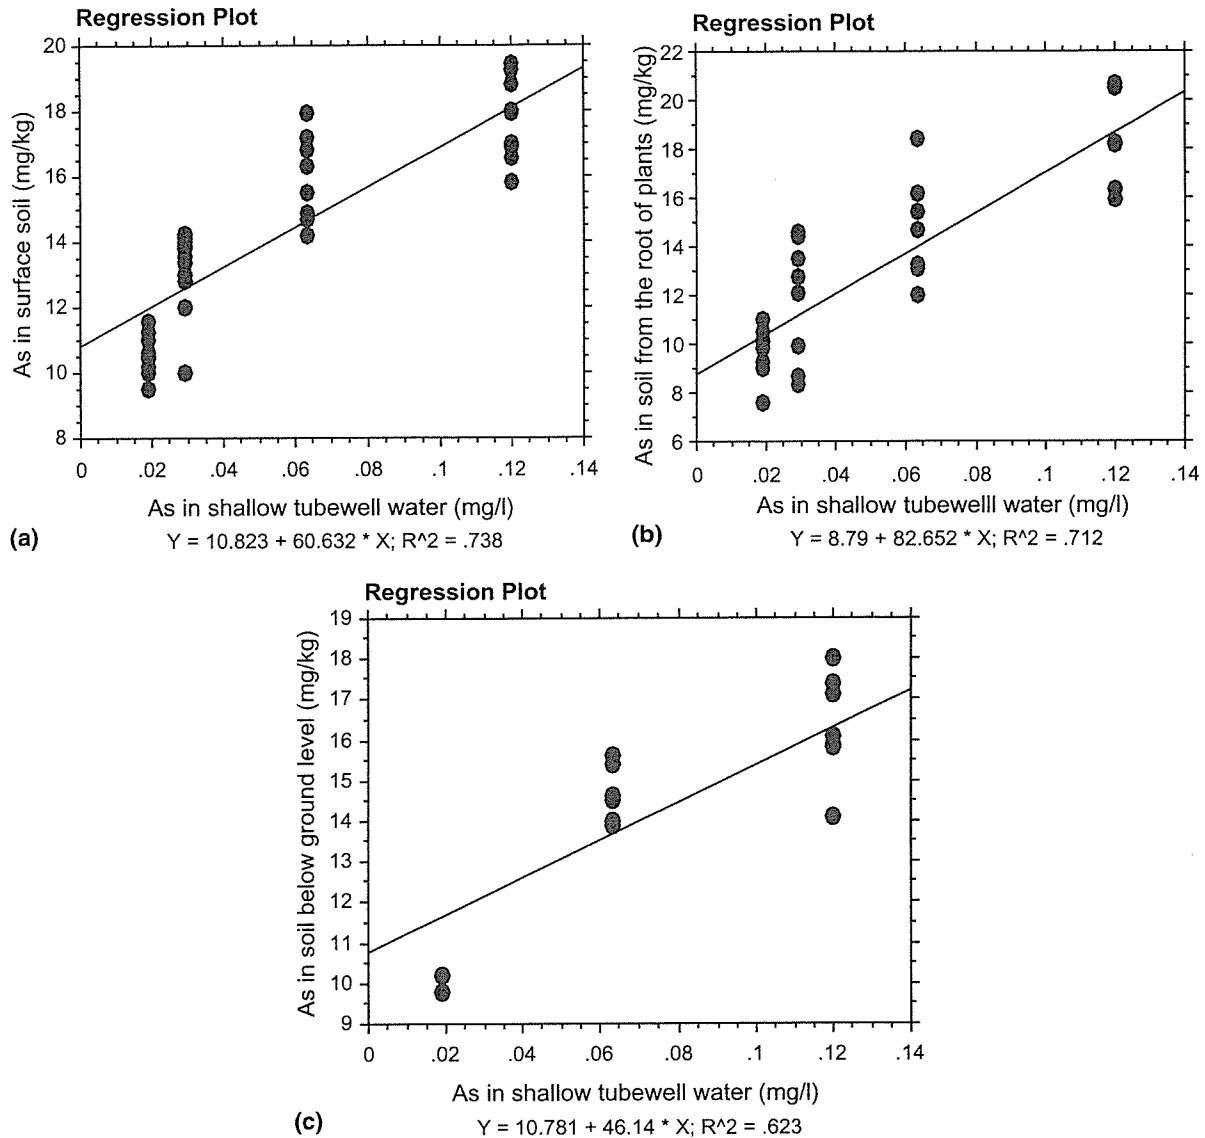 Regression Plot
20
18
16
14
12
10
8
As in surface soil (mg/kg)
0 .02 .04 .06 .08 .10 .12 .14
As in shallow tubewell water (mg/l)
(a)
Y = 10.823 + 60.632 * X; R^2 = .738
Regression Plot
22
20
18
16
14
12
10
8
6
As in soil from the root of plants (mg/kg)
0 .02 .04 .06 .08 .1 .12 .14
As in shallow tubewelll water (mg/l)
(b)
Y = 8.79 + 82.652 * X; R^2 = .712
Regression Plot
19
18
17
16
15
14
13
12
11
10
9
As in soil below ground level (mg/kg)
0 .02 .04 .06 .08 .1 .12 .14
As in shallow tubewell water (mg/l)
(c)
Y = 10.781 + 46.14 * X; R^2 = .623